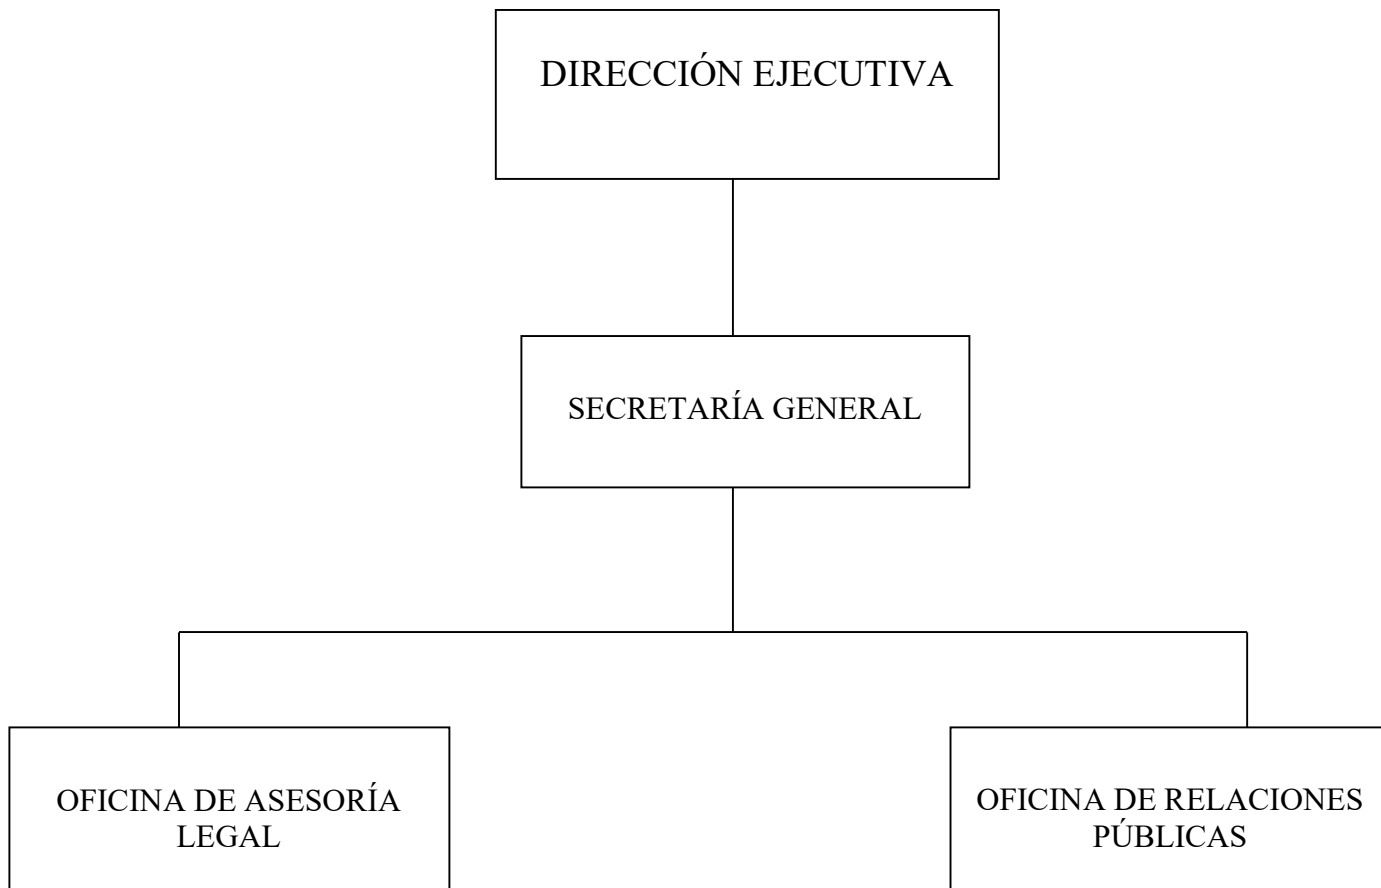 DIRECCIÓN EJECUTIVA
SECRETARÍA GENERAL
OFICINA DE ASESORÍA
LEGAL
OFICINA DE RELACIONES
PÚBLICAS